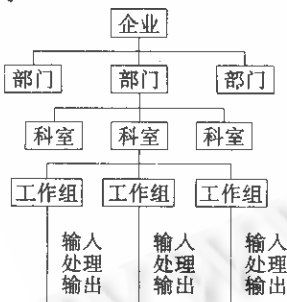 企业
部门 部门 部门
科室 科室 科室
工作组 工作组 工作组
输入 输入 输入
处理 处理 处理
输出 输出 输出